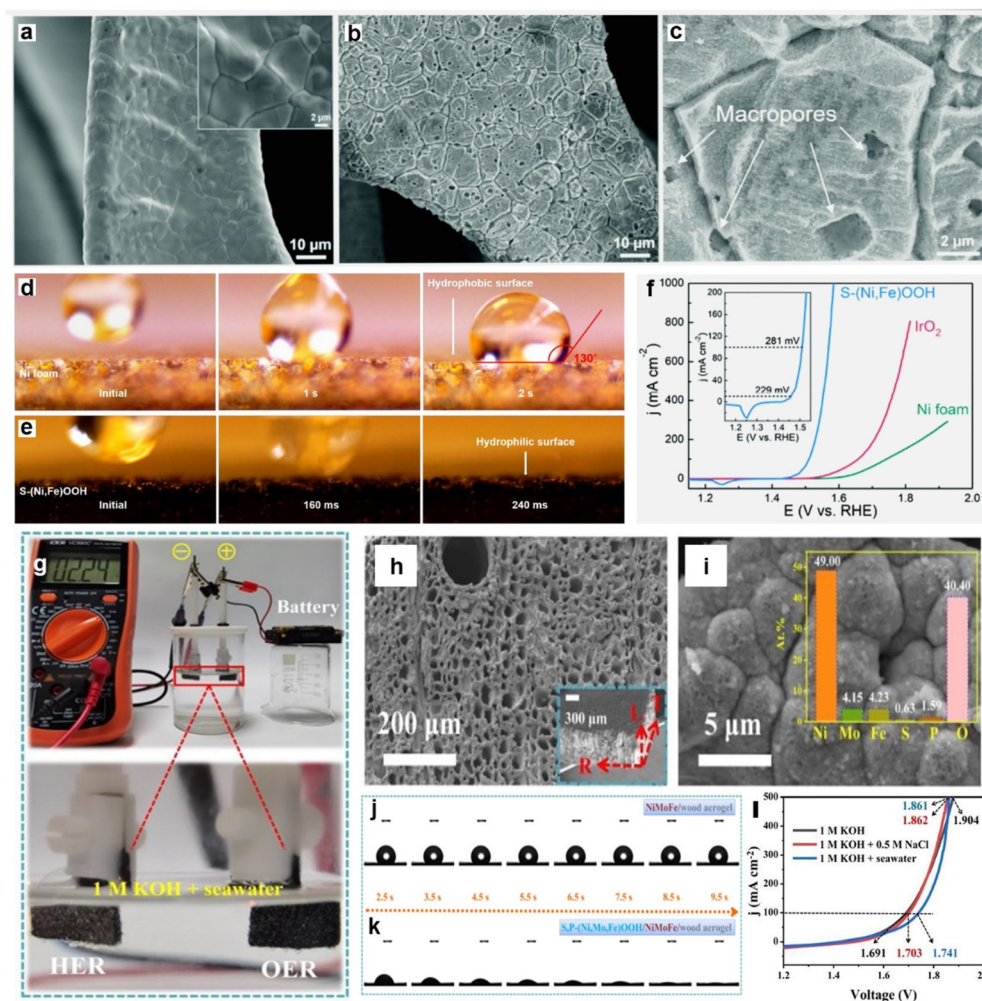 a
2 μm
10 μm
b
10 μm
c
Macropores
2 μm
d
Ni foam
Initial
1 s
Hydrophobic surface
130°
2 s
e
S-(Ni,Fe)OOH
Initial
160 ms
Hydrophilic surface
240 ms
f
1000
800
600
400
200
0
j (mA cm⁻²)
1.2
1.4
1.6
1.8
2.0
E (V vs. RHE)
S-(Ni,Fe)OOH
IrO₂
Ni foam
200
160
120
80
40
0
j (mA cm⁻²)
281 mV
229 mV
1.2 1.3 1.4 1.5
E (V vs. RHE)
g
− +
Battery
1 M KOH + seawater
HER
OER
h
200 μm
300 μm
R
i
5 μm
At.%
50
40
30
20
10
0
49.00
4.15
4.23
0.63
1.59
40.40
Ni Mo Fe S P O
j
NiMoFe/wood aerogel
2.5 s 3.5 s 4.5 s 5.5 s 6.5 s 7.5 s 8.5 s 9.5 s
k
S,P-(Ni,Mo,Fe)OOH/NiMoFe/wood aerogel
l
500
400
300
200
100
0
j (mA cm⁻²)
1 M KOH
1 M KOH + 0.5 M NaCl
1 M KOH + seawater
1.861
1.862
1.904
1.691
1.703
1.741
1.2
1.4
1.6
1.8
Voltage (V)